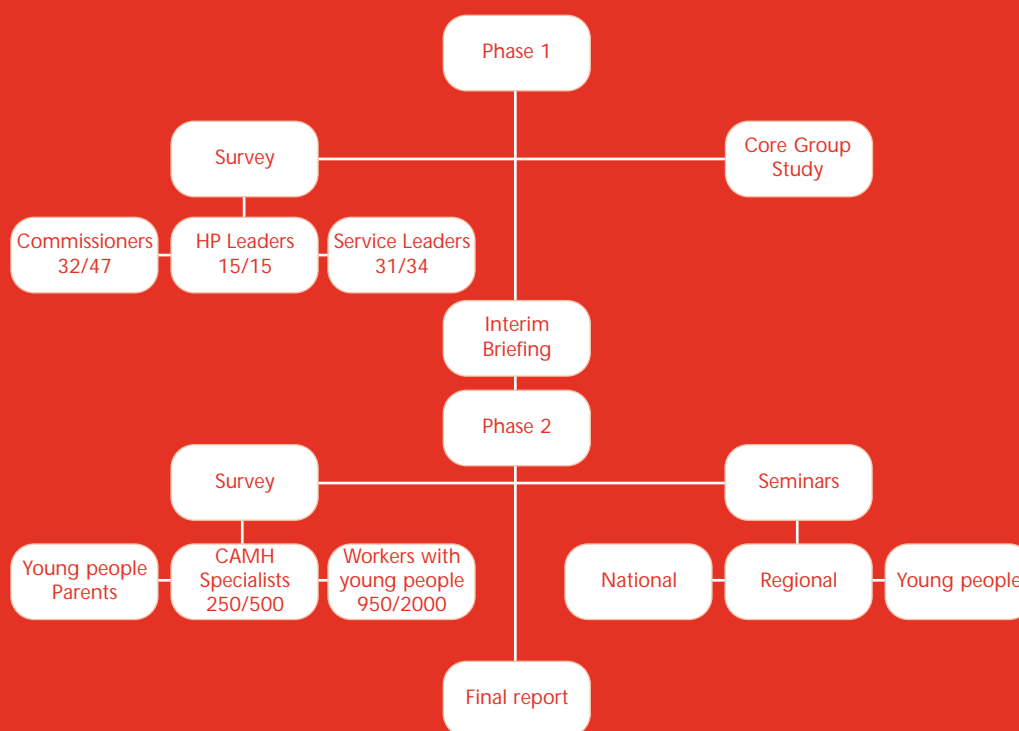 Phase 1
Survey
Core Group
Study
Commissioners
32/47
HP Leaders
15/15
Service Leaders
31/34
Interim
Briefing
Phase 2
Survey
Seminars
Young people
Parents
CAMH
Specialists
250/500
Workers with
young people
950/2000
National
Regional
Young people
Final report